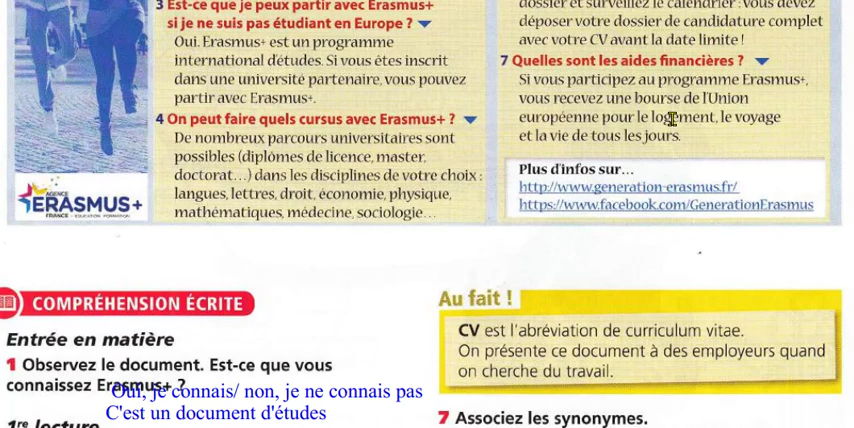 3 Est-ce que je peux partir avec Erasmus+
si je ne suis pas étudiant en Europe ?
Oui. Erasmus+ est un programme
international d'études. Si vous êtes inscrit
dans une université partenaire, vous pouvez
partir avec Erasmus+.
4 On peut faire quels cursus avec Erasmus+ ?
De nombreux parcours universitaires sont
possibles (diplômes de licence, master,
doctorat…) dans les disciplines de votre choix :
langues, lettres, droit, économie, physique,
mathématiques, médecine, sociologie…
dossier et surveillez le calendrier : vous devez
déposer votre dossier de candidature complet
avec votre CV avant la date limite !
7 Quelles sont les aides financières ?
Si vous participez au programme Erasmus+,
vous recevez une bourse de l'Union
européenne pour le logement, le voyage
et la vie de tous les jours.
Plus d'infos sur…
http://www.generation-erasmus.fr/
https://www.facebook.com/GenerationErasmus
AGENCE
ERASMUS+
FRANCE - EDUCATION FORMATION
COMPRÉHENSION ÉCRITE
Entrée en matière
1 Observez le document. Est-ce que vous
connaissez Erasmus+ ?
Oui, je connais/ non, je ne connais pas
C'est un document d'études
1re lecture
Au fait !
CV est l'abréviation de curriculum vitae.
On présente ce document à des employeurs quand
on cherche du travail.
7 Associez les synonymes.